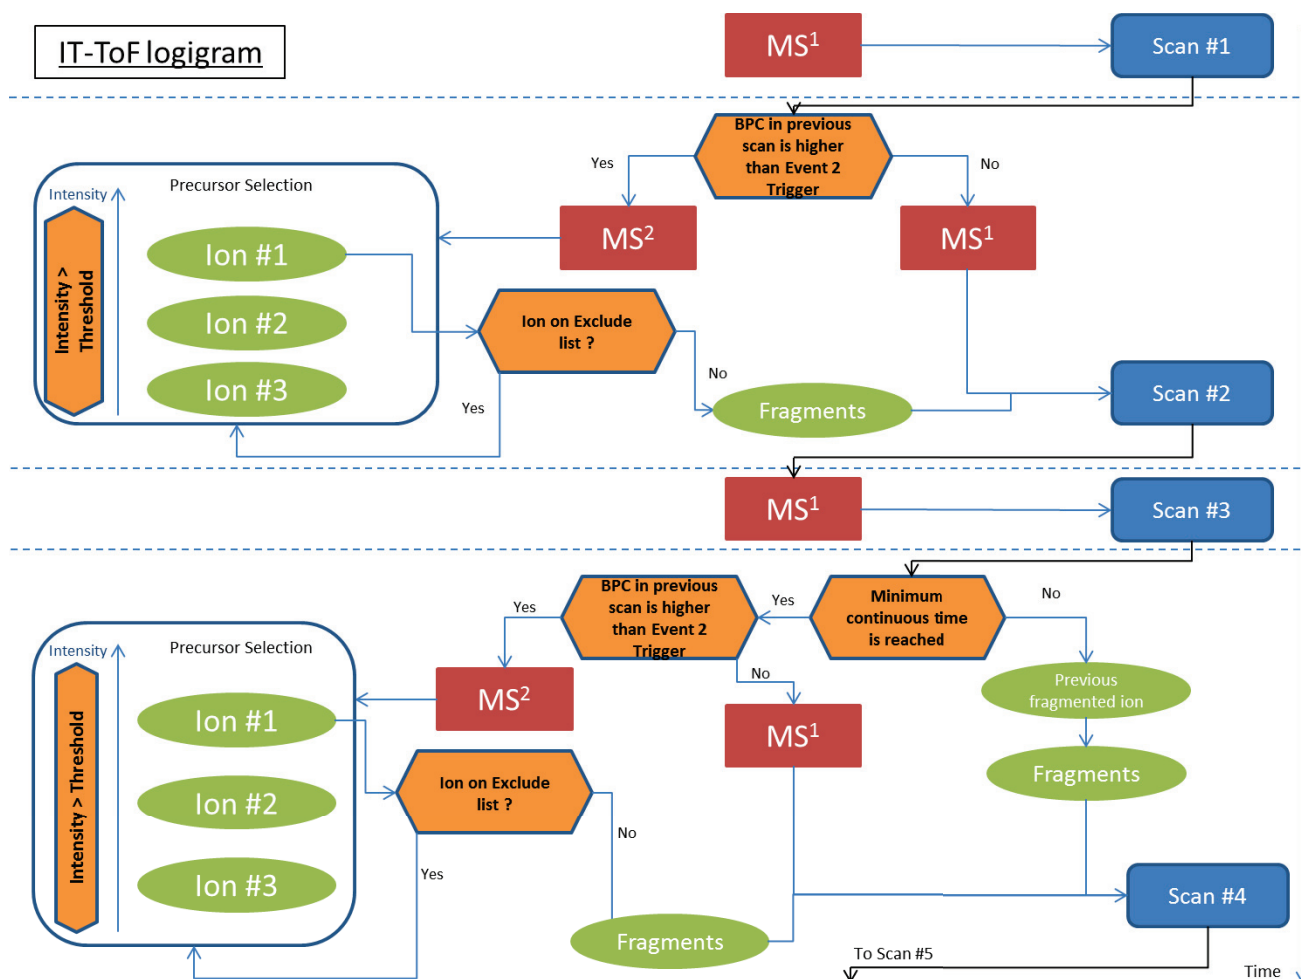 IT-ToF logigram
MS¹
Scan #1
BPC in previous
scan is higher
than Event 2
Trigger
Yes
No
Intensity
Precursor Selection
Intensity >
Threshold
Ion #1
Ion #2
Ion #3
MS²
MS¹
Ion on Exclude
list ?
Yes
No
Fragments
Scan #2
MS¹
Scan #3
Minimum
continuous time
is reached
Yes
No
BPC in previous
scan is higher
than Event 2
Trigger
Yes
No
Intensity
Precursor Selection
Intensity > Threshold
Ion #1
Ion #2
Ion #3
MS²
MS¹
Previous
fragmented ion
Fragments
Ion on Exclude
list ?
No
Yes
Fragments
Scan #4
To Scan #5
Time